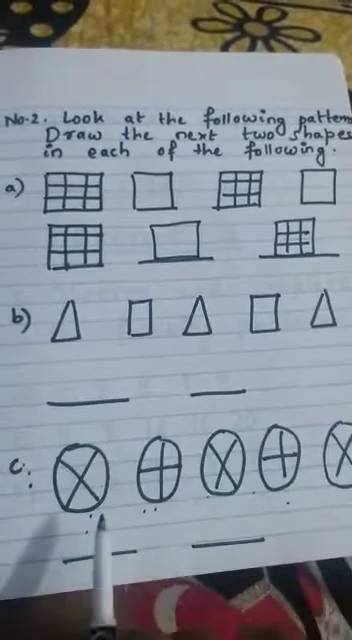 No-2. Look at the following pattern
Draw the next two shapes
in each of the following.
a)
b)
c.